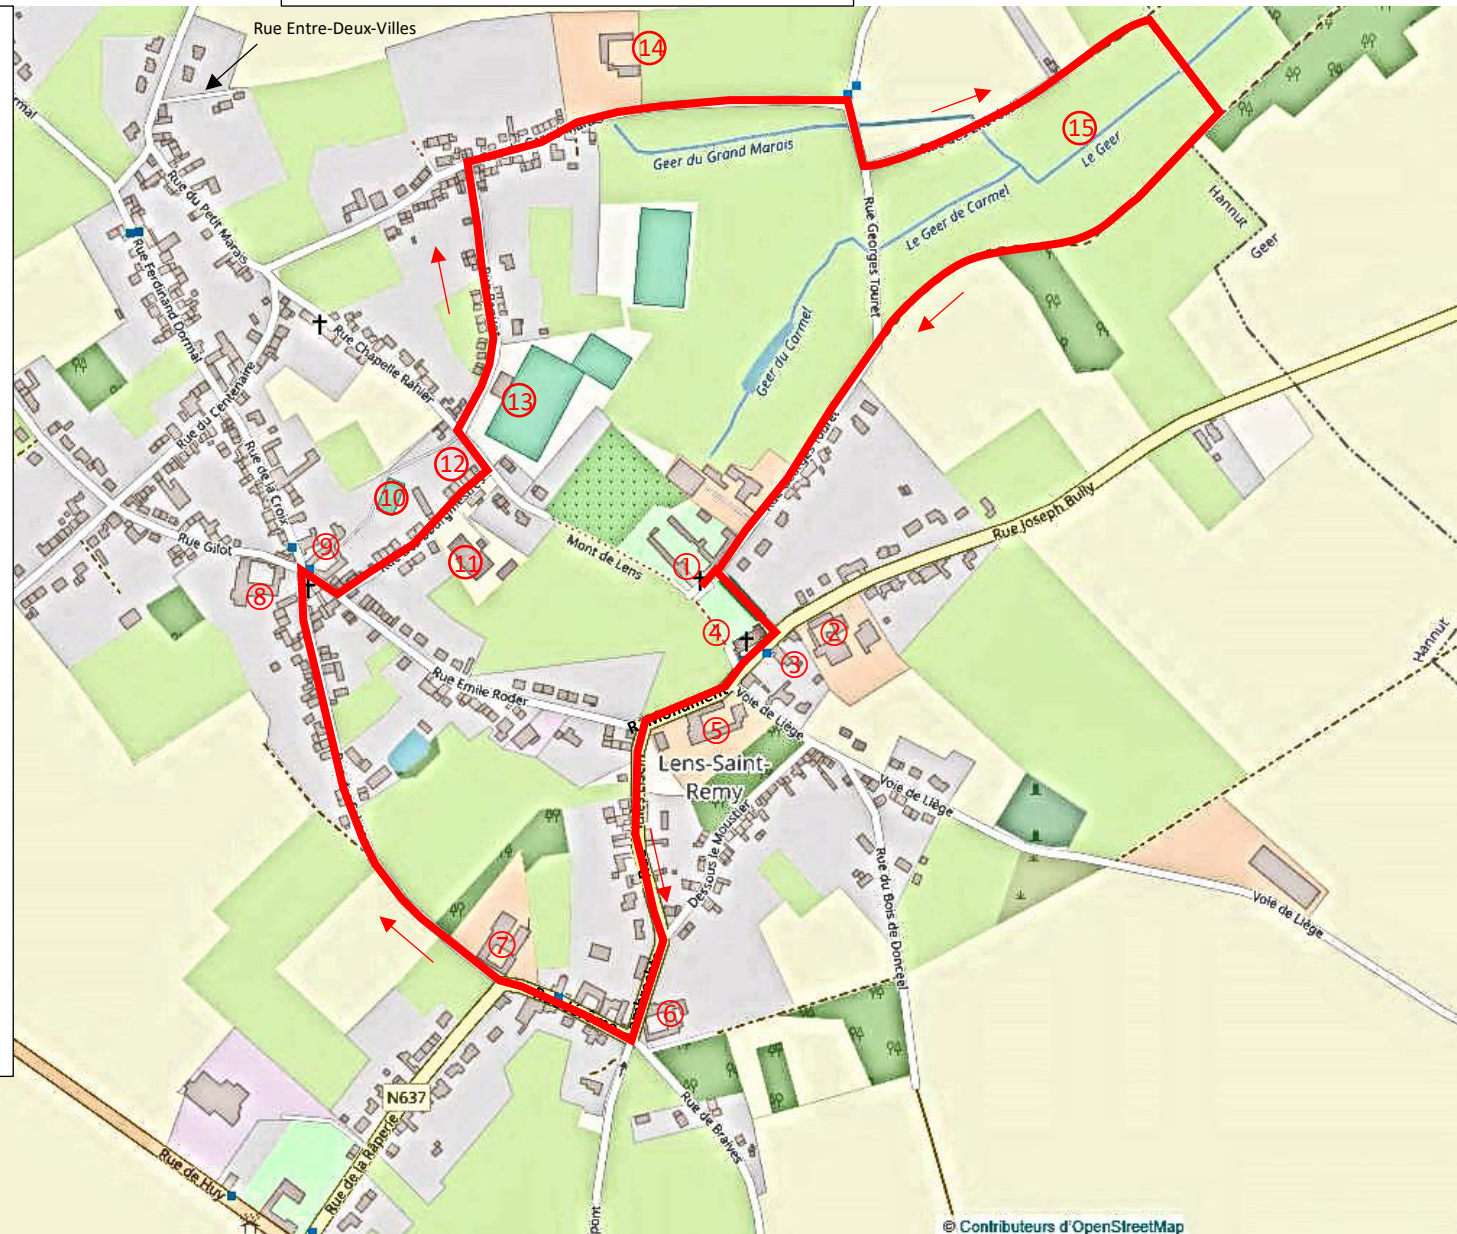 Rue Entre-Deux-Villes
14
15
Geer du Grand Marais
Le Geer
Hannut
Geer
Le Geer de Carmel
Rue Georges Touret
Rue du Petit Marais
Rue Ferdinand Dormal
Rue Chapelle Rahier
Geer du Carmel
13
Rue du Centenaire
Rue de la Croix
12
10
Rue Joseph Bully
Rue Gilot
9
11
Mont de Lens
1
8
4
2
3
Hannut
Rue Emile Roder
Voie de Liège
5
Lens-Saint-
Remy
Voie de Liège
Dessous le Moustier
Rue du Bois de Donceel
Voie de Liège
7
6
N637
Rue de la Râperie
Rue de Braives
Rue de Huy
pont
© Contributeurs d'OpenStreetMap